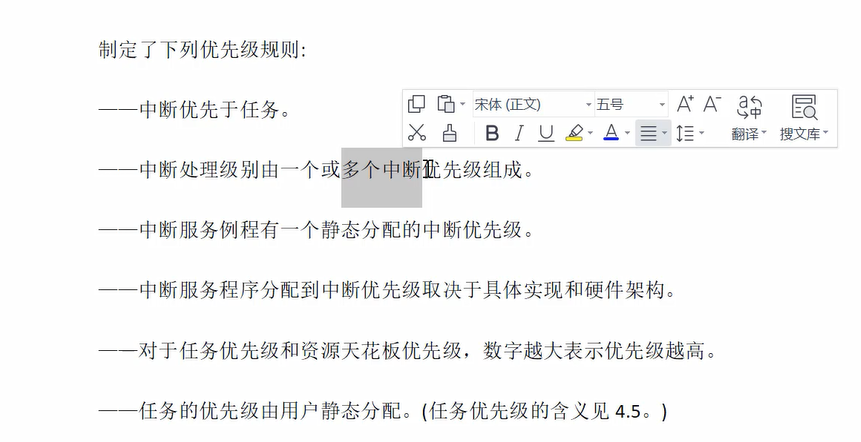 制定了下列优先级规则:
——中断优先于任务。
宋体 (正文) 五号 A+ A-
B I U A 翻译 搜文库
——中断处理级别由一个或多个中断优先级组成。
——中断服务例程有一个静态分配的中断优先级。
——中断服务程序分配到中断优先级取决于具体实现和硬件架构。
——对于任务优先级和资源天花板优先级，数字越大表示优先级越高。
——任务的优先级由用户静态分配。(任务优先级的含义见 4.5。)